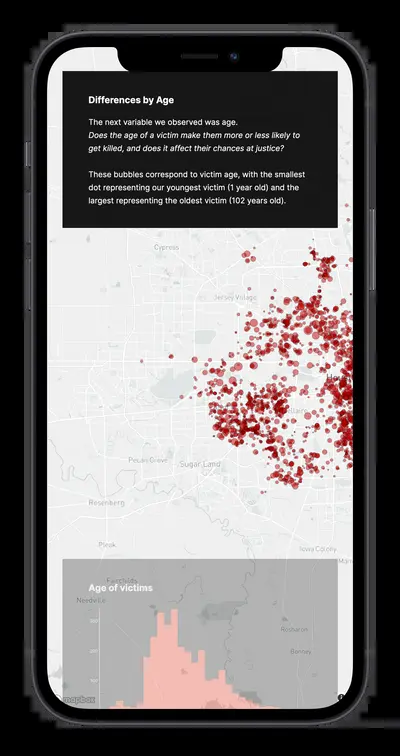 Differences by Age
The next variable we observed was age.
Does the age of a victim make them more or less likely to
get killed, and does it affect their chances at justice?
These bubbles correspond to victim age, with the smallest
dot representing our youngest victim (1 year old) and the
largest representing the oldest victim (102 years old).
Cypress
Jersey Village
Pecan Grove
Sugar Land
Rosenberg
Pleak
Iowa County
Fairchilds
Age of victims
Needville
Rosharon
Bonney
mapbox